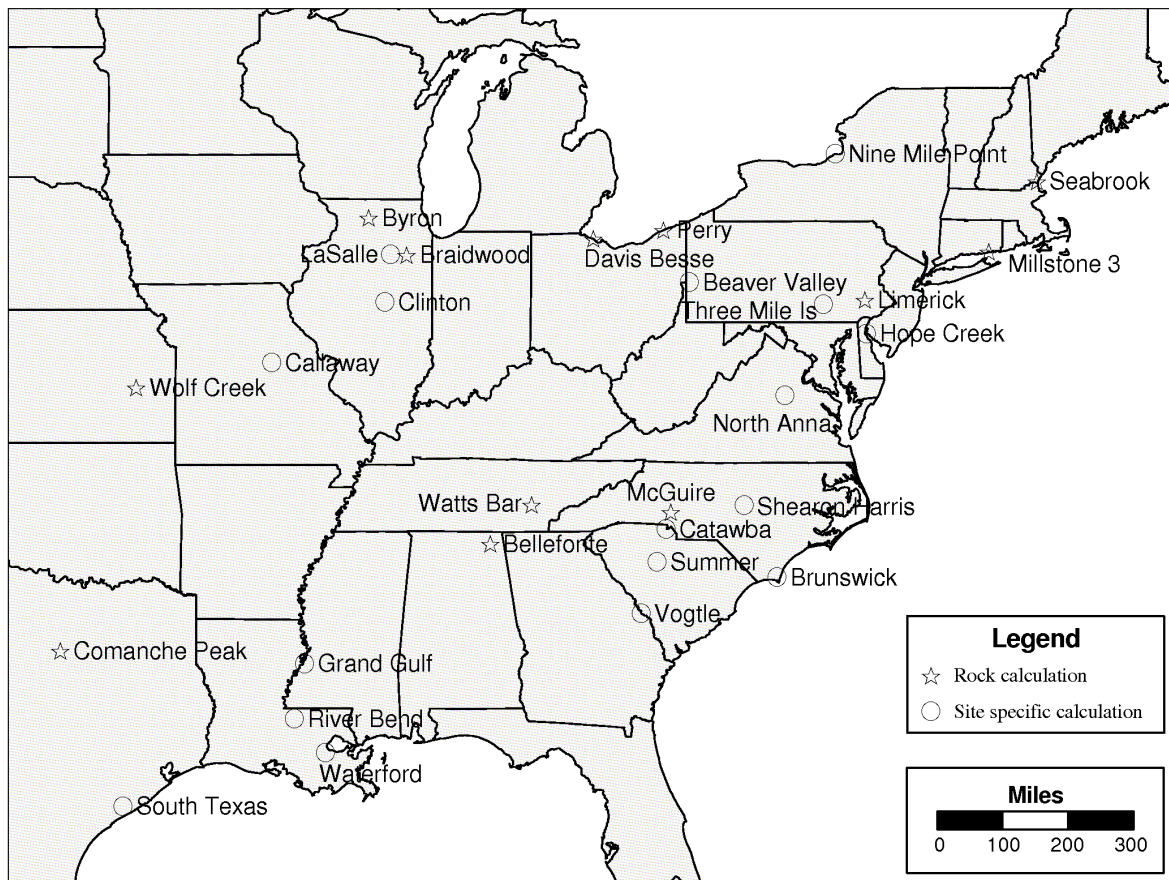 Nine Mile Point
Seabrook
Byron
Perry
LaSalle
Braidwood
Davis Besse
Millstone 3
Beaver Valley
Clinton
Three Mile Is
Limerick
Hope Creek
Callaway
Wolf Creek
North Anna
McGuire
Watts Bar
Shearon Harris
Catawba
Bellefonte
Summer
Brunswick
Vogtle
Comanche Peak
Grand Gulf
River Bend
Waterford
South Texas
Legend
Rock calculation
Site specific calculation
Miles
0 100 200 300